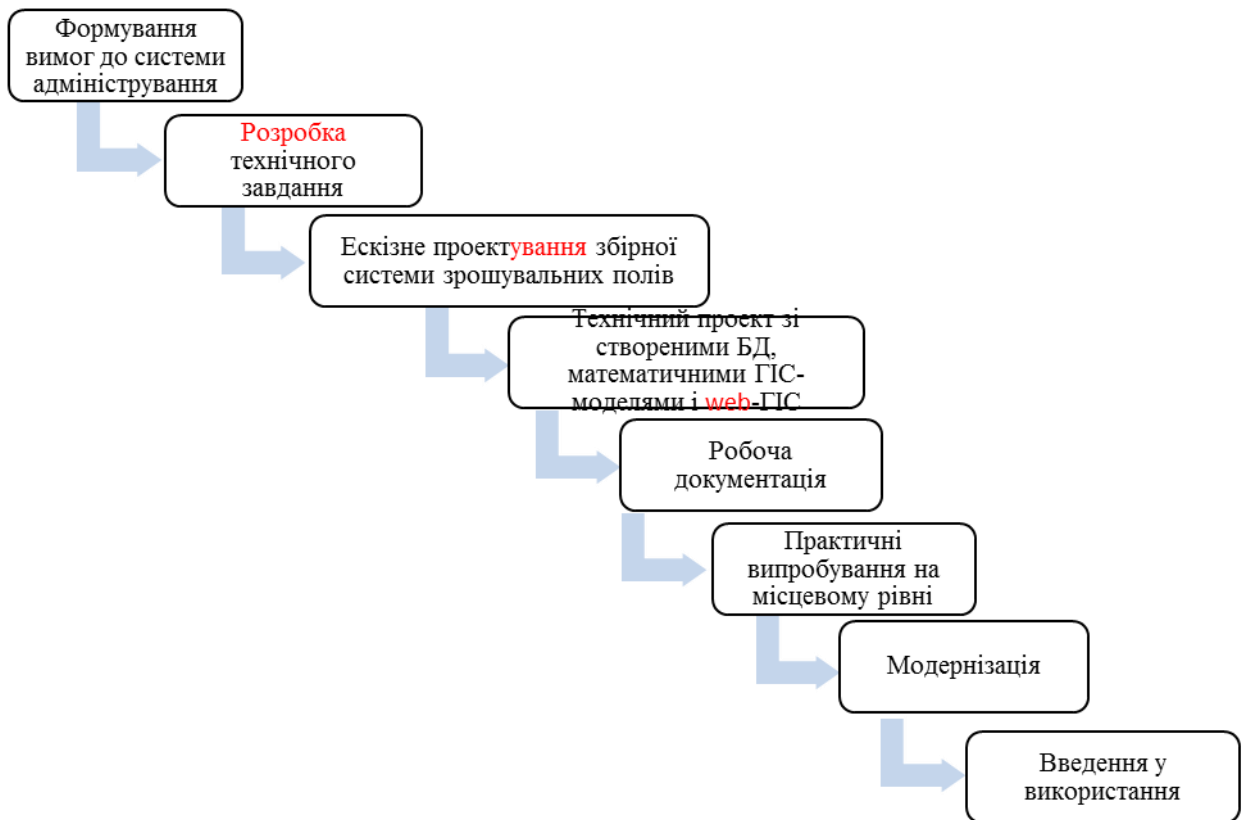 Формування
вимог до системи
адміністрування
Розробка
технічного
завдання
Ескізне проектування збірної
системи зрошувальних полів
Технічний проект зі
створеними БД,
математичними ГІС-
моделями і web-ГІС
Робоча
документація
Практичні
випробування на
місцевому рівні
Модернізація
Введення у
використання